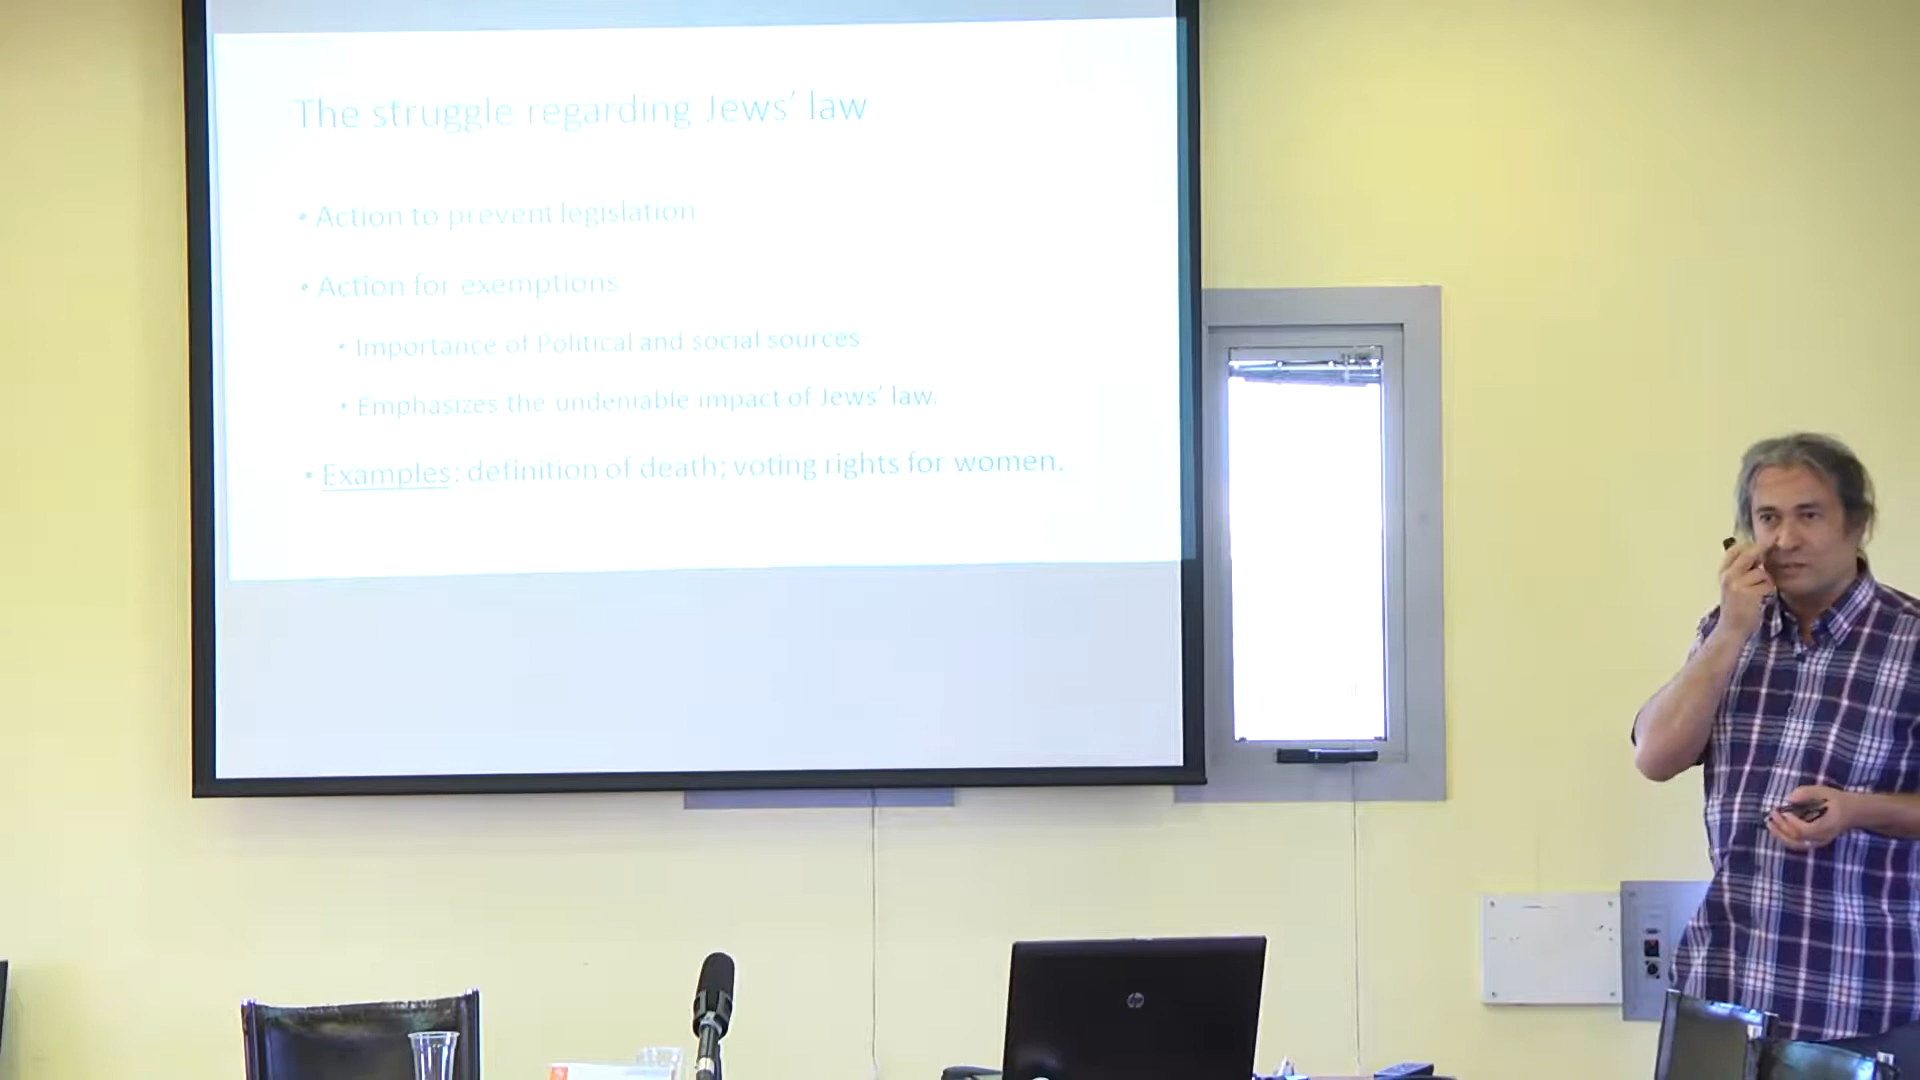 The struggle regarding Jews' law
• Action to prevent legislation
• Action for exemptions
• Importance of Political and social sources
• Emphasizes the undeniable impact of Jews' law.
• Examples: definition of death; voting rights for women.
hp